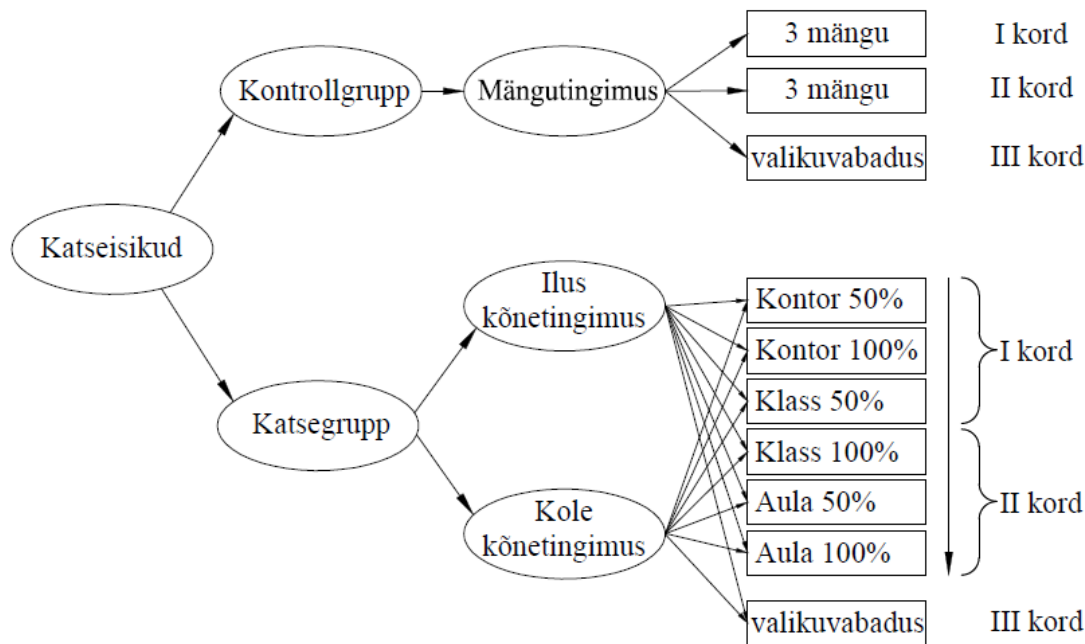 3 mängu
I kord
Kontrollgrupp
Mängutingimus
3 mängu
II kord
valikuvabadus
III kord
Katseisikud
Ilus
kõnetingimus
Kontor 50%
Kontor 100%
I kord
Klass 50%
Katsegrupp
Klass 100%
Kole
kõnetingimus
Aula 50%
II kord
Aula 100%
valikuvabadus
III kord